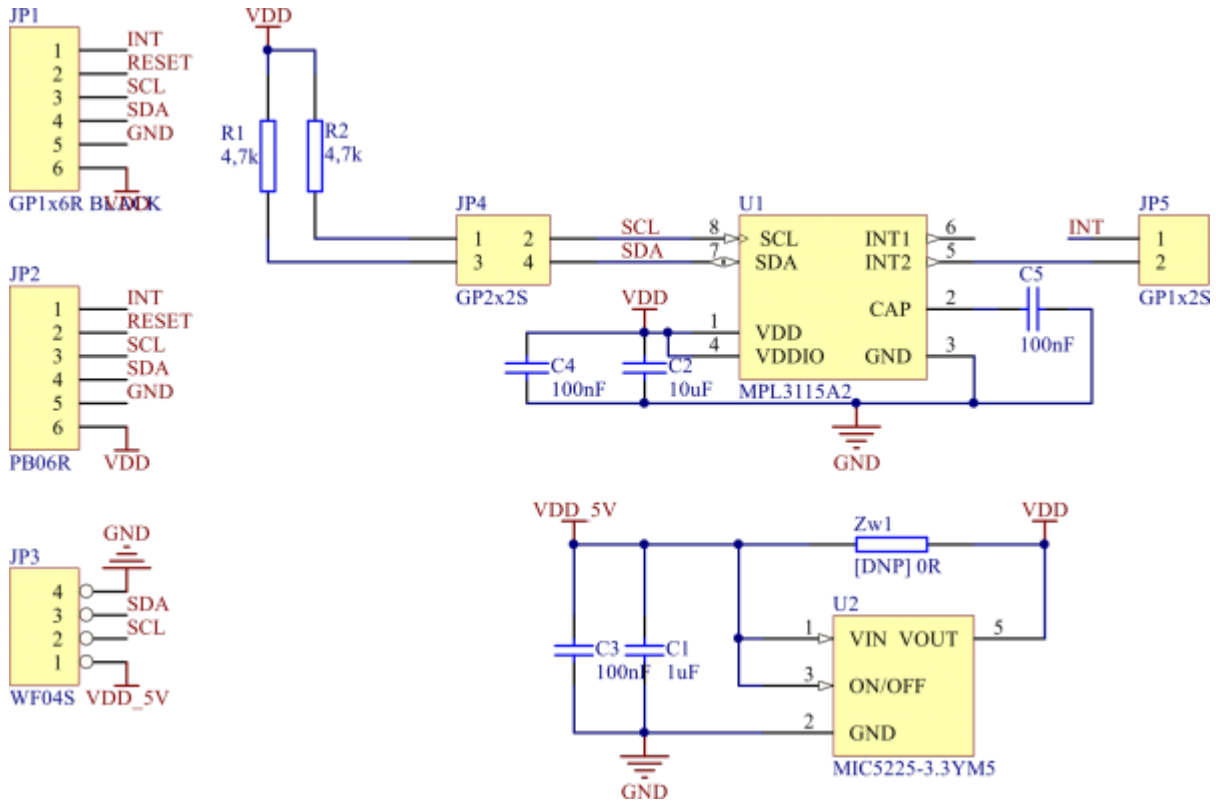 JP1
1 INT
2 RESET
3 SCL
4 SDA
5 GND
6
VDD
GP1x6R BLACK
JP2
1 INT
2 RESET
3 SCL
4 SDA
5 GND
6
PB06R VDD
GND
JP3
4
3 SDA
2 SCL
1
WF04S VDD_5V
VDD
R1
4,7k
R2
4,7k
JP4
1 2
3 4
GP2x2S
SCL
SDA
U1
8 SCL
7 SDA
1 VDD
4 VDDIO
INT1 6
INT2 5
CAP 2
GND 3
MPL3115A2
VDD
C4
100nF
C2
10uF
C5
100nF
GND
INT
JP5
1
2
GP1x2S
VDD_5V
Zw1
[DNP] 0R
VDD
C3
100nF
C1
1uF
GND
U2
1 VIN VOUT 5
3 ON/OFF
2 GND
MIC5225-3.3YM5